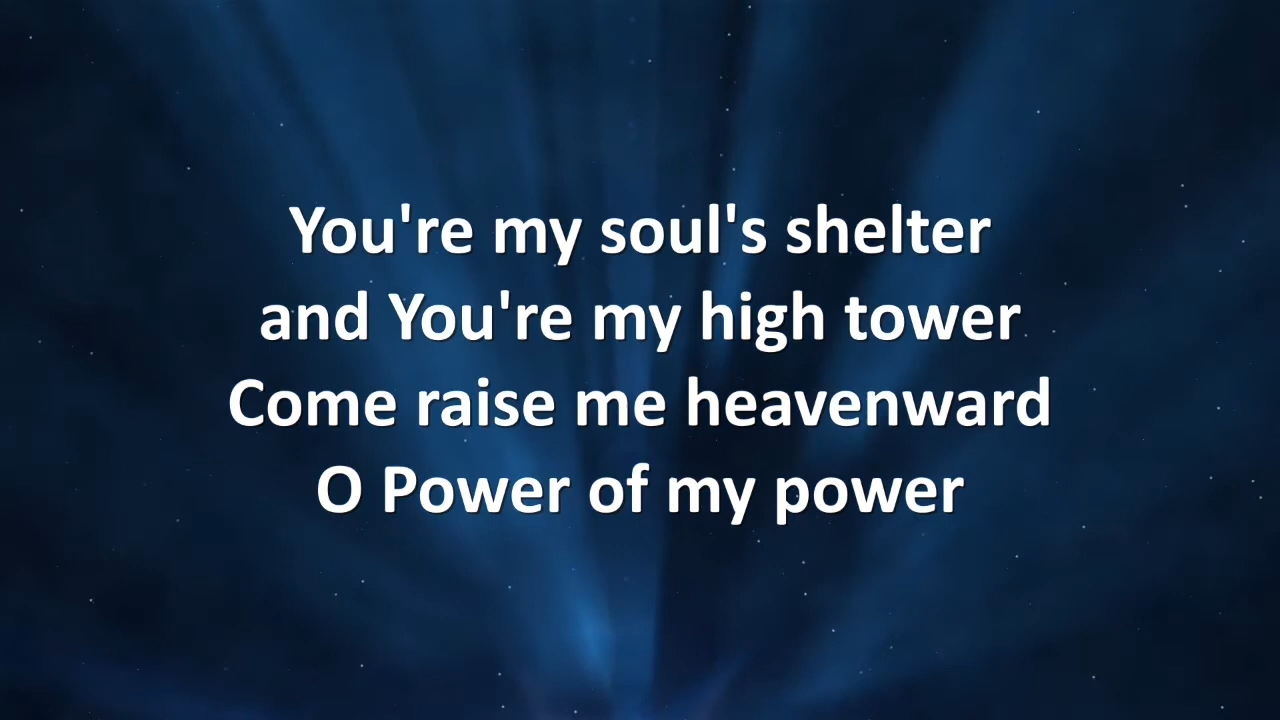 You're my soul's shelter
and You're my high tower
Come raise me heavenward
O Power of my power